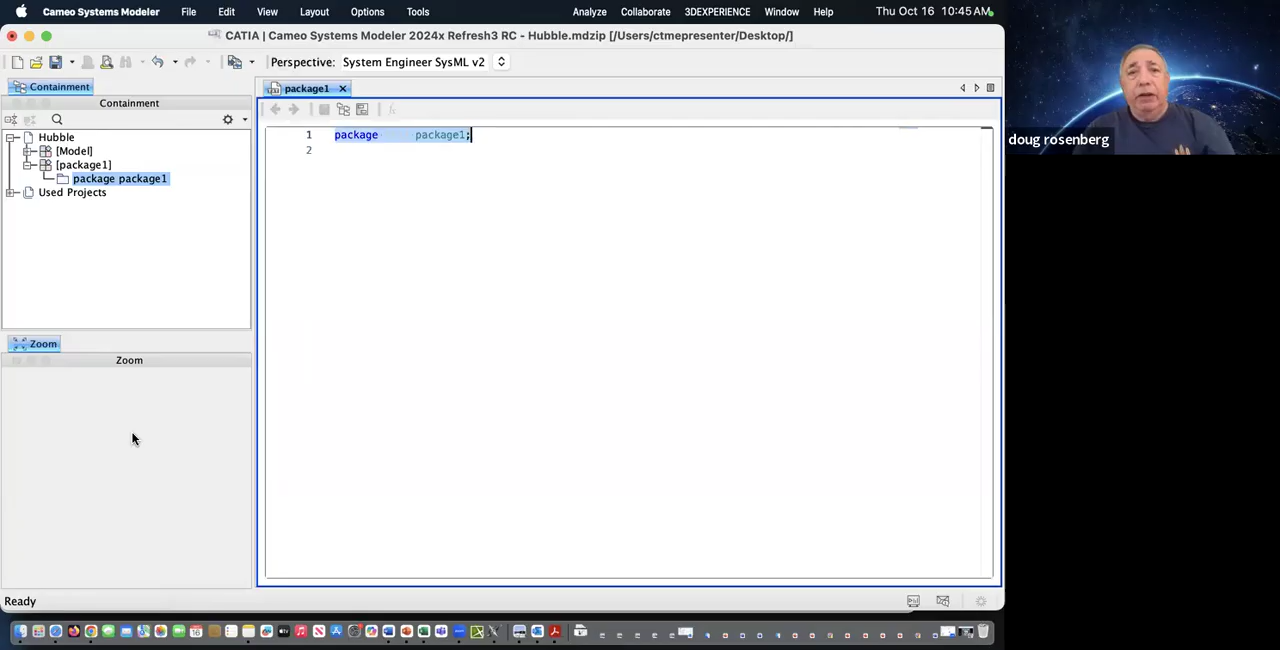 Cameo Systems Modeler File Edit View Layout Options Tools Analyze Collaborate 3DEXPERIENCE Window Help Thu Oct 16 10:45 AM
CATIA | Cameo Systems Modeler 2024x Refresh3 RC - Hubble.mdzip [/Users/ctmepresenter/Desktop/]
Perspective: System Engineer SysML v2
Containment
package1
Containment
Hubble
[Model]
[package1]
package package1
Used Projects
1 package package1;
2
Zoom
Zoom
Ready
doug rosenberg